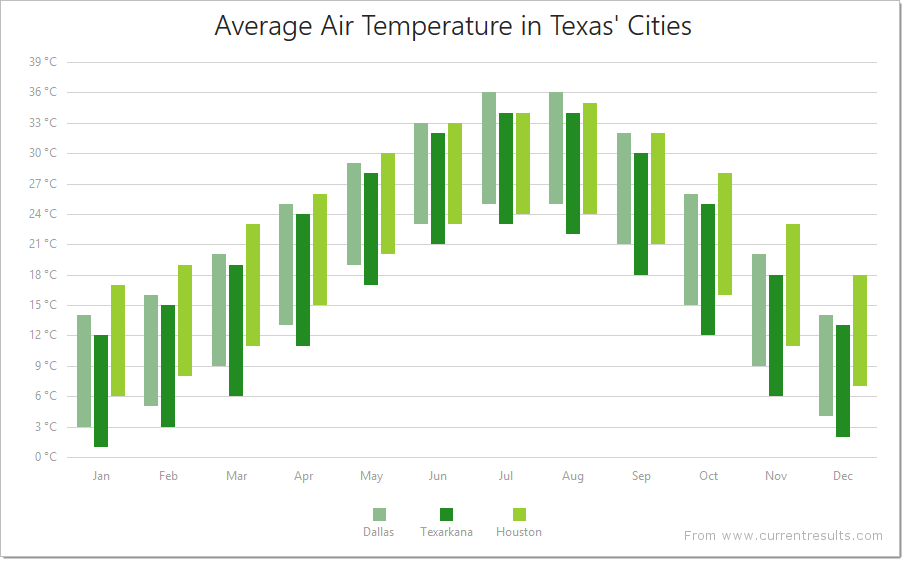 Average Air Temperature in Texas' Cities
39 °C
36 °C
33 °C
30 °C
27 °C
24 °C
21 °C
18 °C
15 °C
12 °C
9 °C
6 °C
3 °C
0 °C
Jan Feb Mar Apr May Jun Jul Aug Sep Oct Nov Dec
Dallas Texarkana Houston
From www.currentresults.com